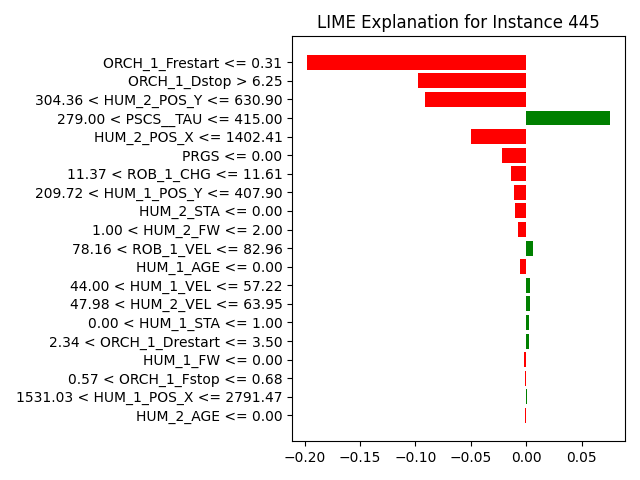 LIME Explanation for Instance 445
ORCH_1_Frestart <= 0.31
ORCH_1_Dstop > 6.25
304.36 < HUM_2_POS_Y <= 630.90
279.00 < PSCS__TAU <= 415.00
HUM_2_POS_X <= 1402.41
PRGS <= 0.00
11.37 < ROB_1_CHG <= 11.61
209.72 < HUM_1_POS_Y <= 407.90
HUM_2_STA <= 0.00
1.00 < HUM_2_FW <= 2.00
78.16 < ROB_1_VEL <= 82.96
HUM_1_AGE <= 0.00
44.00 < HUM_1_VEL <= 57.22
47.98 < HUM_2_VEL <= 63.95
0.00 < HUM_1_STA <= 1.00
2.34 < ORCH_1_Drestart <= 3.50
HUM_1_FW <= 0.00
0.57 < ORCH_1_Fstop <= 0.68
1531.03 < HUM_1_POS_X <= 2791.47
HUM_2_AGE <= 0.00
−0.20 −0.15 −0.10 −0.05 0.00 0.05